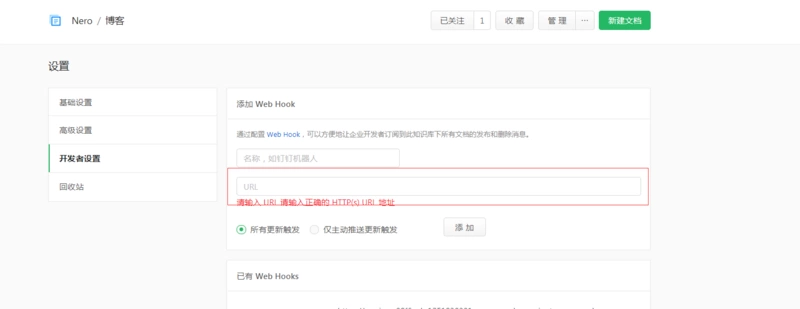 Nero / 博客
已关注 1 收 藏 管 理 ··· 新建文档
设置
基础设置
高级设置
开发者设置
回收站
添加 Web Hook
通过配置 Web Hook，可以方便地让企业开发者订阅到此知识库下所有文档的发布和删除消息。
名称，如钉钉机器人
URL
请输入 URL 请输入正确的 HTTP(s) URL 地址
所有更新触发 仅主动推送更新触发 添 加
已有 Web Hooks